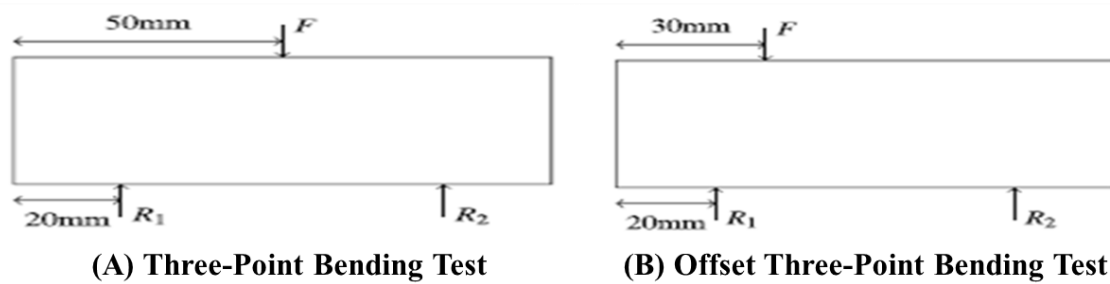 50mm
F
20mm
R₁
R₂
(A) Three-Point Bending Test
30mm
F
20mm
R₁
R₂
(B) Offset Three-Point Bending Test